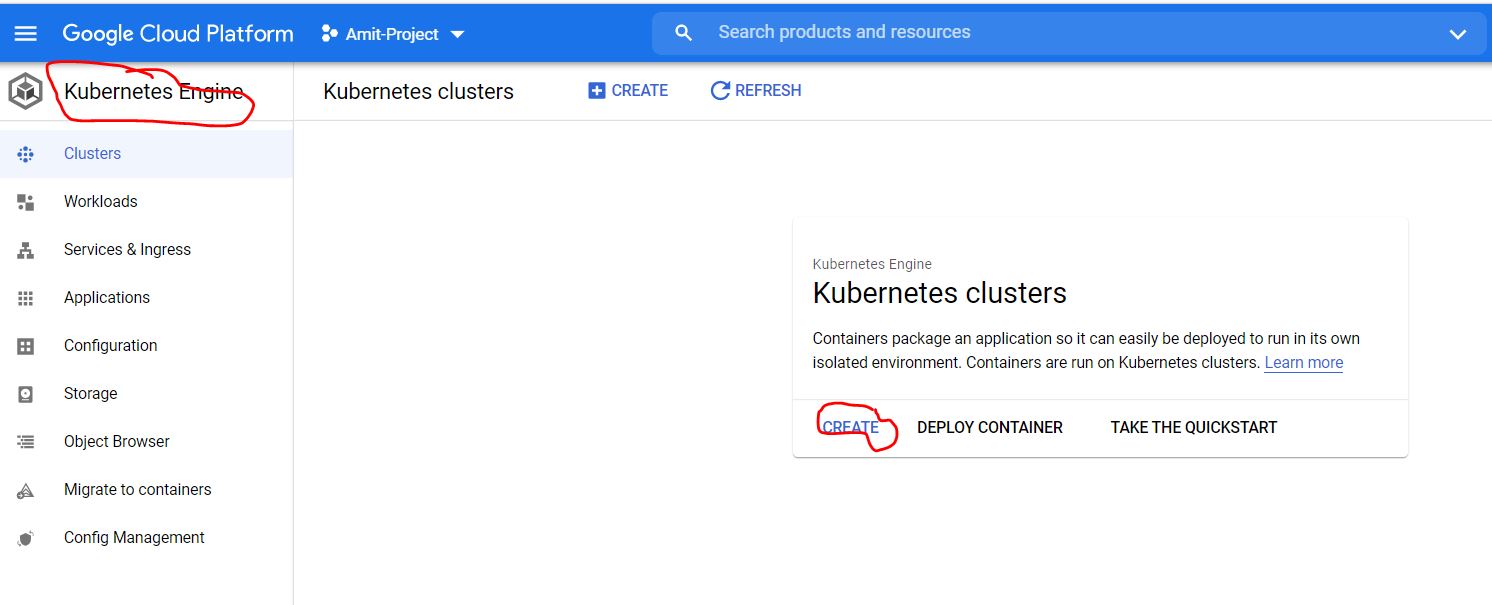 Google Cloud Platform Amit-Project Search products and resources
Kubernetes Engine Kubernetes clusters CREATE REFRESH
Clusters
Workloads
Services & Ingress
Applications
Configuration
Storage
Object Browser
Migrate to containers
Config Management
Kubernetes Engine
Kubernetes clusters
Containers package an application so it can easily be deployed to run in its own
isolated environment. Containers are run on Kubernetes clusters. Learn more
CREATE DEPLOY CONTAINER TAKE THE QUICKSTART